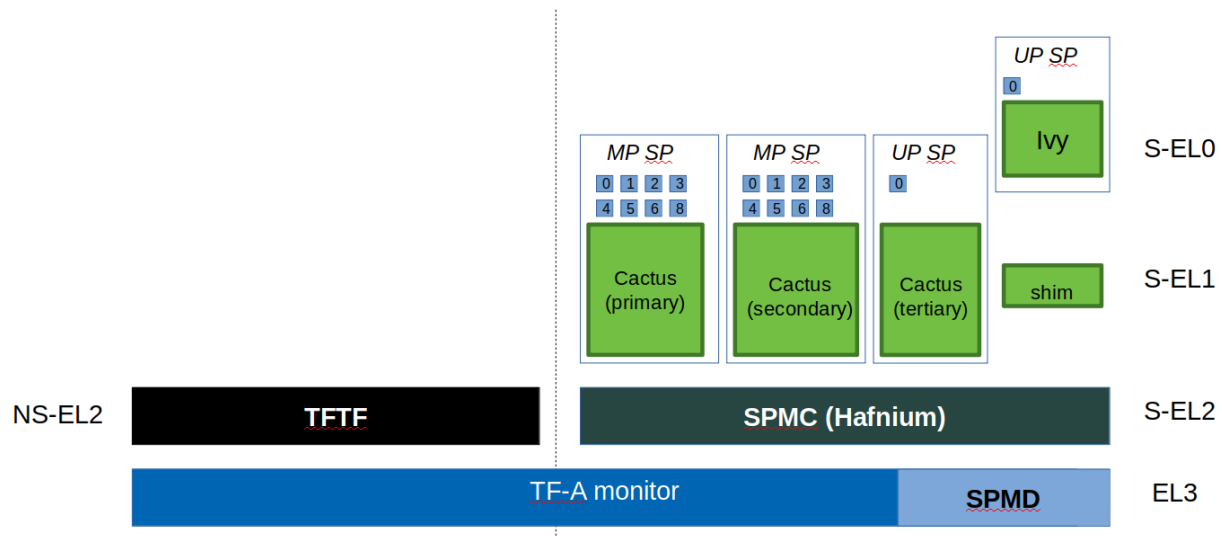 UP SP
0
Ivy
S-EL0
MP SP
0 1 2 3
4 5 6 8
Cactus
(primary)
MP SP
0 1 2 3
4 5 6 8
Cactus
(secondary)
UP SP
0
Cactus
(tertiary)
shim
S-EL1
NS-EL2
TFTF
SPMC (Hafnium)
S-EL2
TF-A monitor
SPMD
EL3